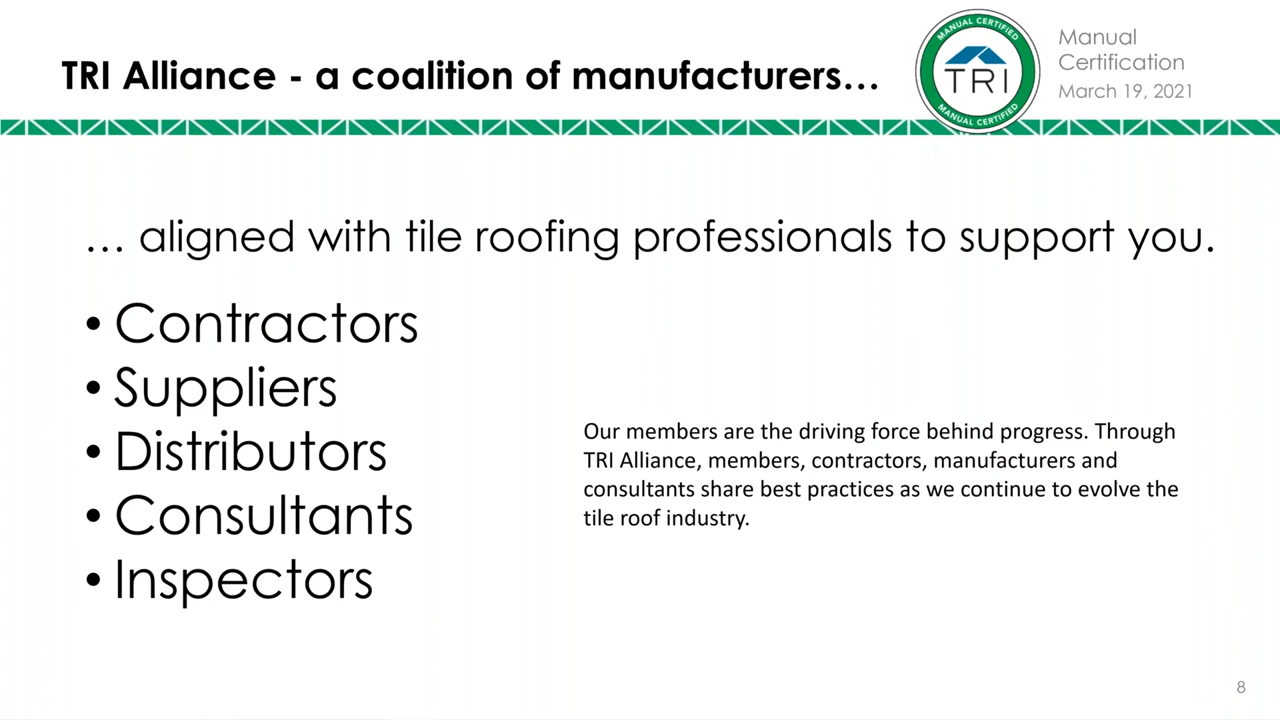 TRI Alliance - a coalition of manufacturers…
MANUAL CERTIFIED
TRI
MANUAL CERTIFIED
Manual
Certification
March 19, 2021
… aligned with tile roofing professionals to support you.
• Contractors
• Suppliers
• Distributors
• Consultants
• Inspectors
Our members are the driving force behind progress. Through
TRI Alliance, members, contractors, manufacturers and
consultants share best practices as we continue to evolve the
tile roof industry.
8